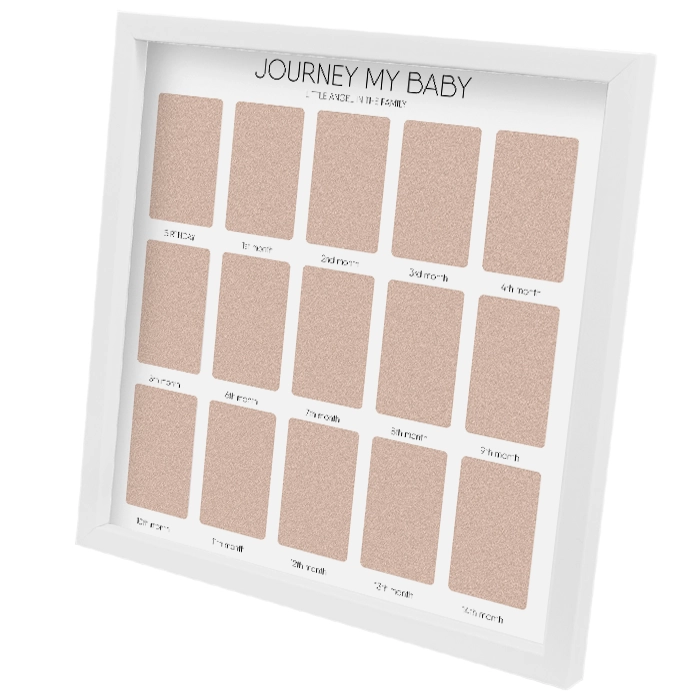 JOURNEY MY BABY
LITTLE ANGEL IN THE FAMILY
BIRTHDAY
1st month
2nd month
3rd month
4th month
6th month
7th month
8th month
9th month
10th month
11th month
12th month
13th month
14th month